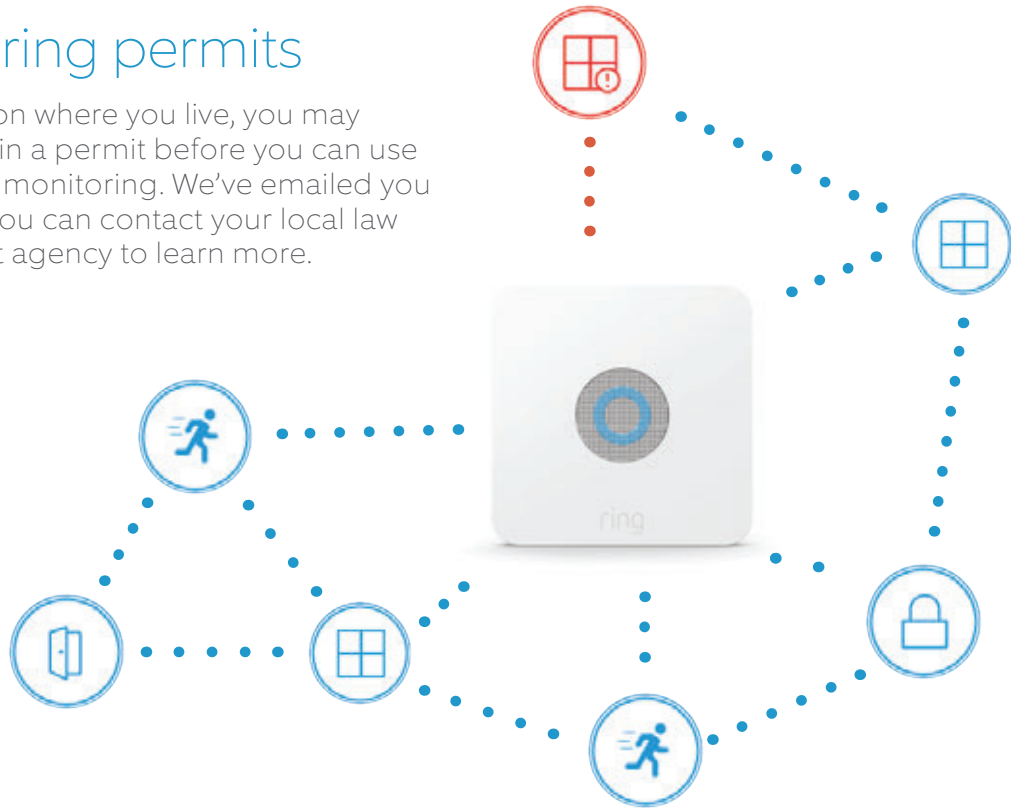 ring permits
on where you live, you may
in a permit before you can use
monitoring. We've emailed you
ou can contact your local law
t agency to learn more.
ring